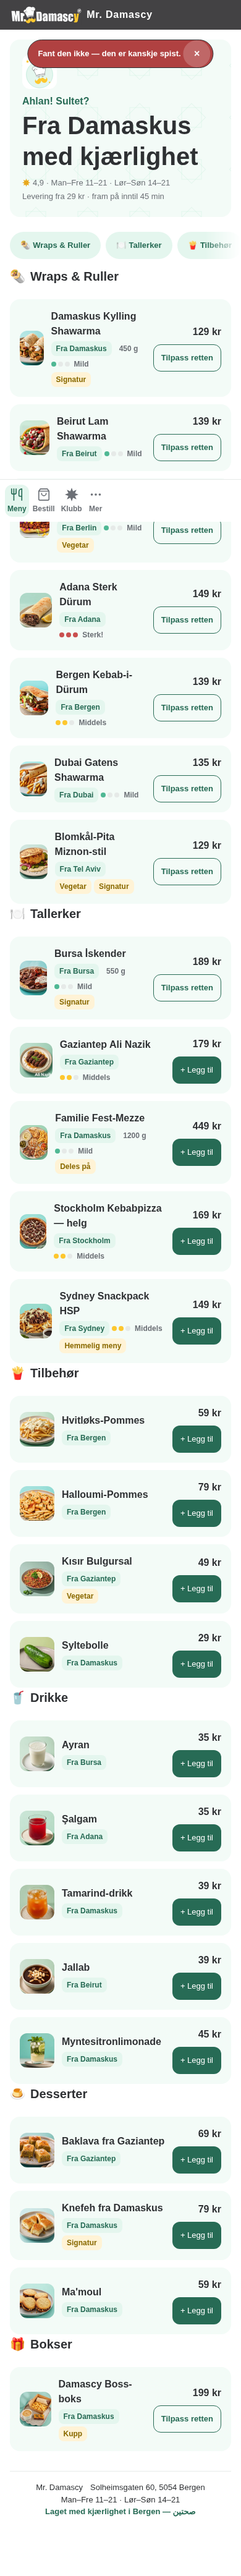 Mr. Damascy Mr. Damascy
Fant den ikke — den er kanskje spist. ×
Ahlan! Sultet?
Fra Damaskus
med kjærlighet
4,9 · Man–Fre 11–21 · Lør–Søn 14–21
Levering fra 29 kr · fram på inntil 45 min
Wraps & Ruller Tallerker Tilbehør
Wraps & Ruller
Damaskus Kylling
Shawarma
129 kr
Fra Damaskus 450 g
Mild
Signatur
Tilpass retten
Beirut Lam
Shawarma
139 kr
Fra Beirut Mild
Tilpass retten
Meny Bestill Klubb Mer
Fra Berlin Mild
Vegetar
Tilpass retten
Adana Sterk
Dürum
149 kr
Fra Adana
Sterk!
Tilpass retten
Bergen Kebab-i-
Dürum
139 kr
Fra Bergen
Middels
Tilpass retten
Dubai Gatens
Shawarma
135 kr
Fra Dubai Mild
Tilpass retten
Blomkål-Pita
Miznon-stil
129 kr
Fra Tel Aviv
Vegetar Signatur
Tilpass retten
Tallerker
Bursa İskender
189 kr
Fra Bursa 550 g
Mild
Signatur
Tilpass retten
Gaziantep Ali Nazik
179 kr
Fra Gaziantep
Middels
+ Legg til
Familie Fest-Mezze
449 kr
Fra Damaskus 1200 g
Mild
Deles på
+ Legg til
Stockholm Kebabpizza
— helg
169 kr
Fra Stockholm
Middels
+ Legg til
Sydney Snackpack
HSP
149 kr
Fra Sydney Middels
Hemmelig meny
+ Legg til
Tilbehør
Hvitløks-Pommes
59 kr
Fra Bergen
+ Legg til
Halloumi-Pommes
79 kr
Fra Bergen
+ Legg til
Kısır Bulgursal
49 kr
Fra Gaziantep
Vegetar
+ Legg til
Syltebolle
29 kr
Fra Damaskus
+ Legg til
Drikke
Ayran
35 kr
Fra Bursa
+ Legg til
Şalgam
35 kr
Fra Adana
+ Legg til
Tamarind-drikk
39 kr
Fra Damaskus
+ Legg til
Jallab
39 kr
Fra Beirut
+ Legg til
Myntesitronlimonade
45 kr
Fra Damaskus
+ Legg til
Desserter
Baklava fra Gaziantep
69 kr
Fra Gaziantep
+ Legg til
Knefeh fra Damaskus
79 kr
Fra Damaskus
Signatur
+ Legg til
Ma'moul
59 kr
Fra Damaskus
+ Legg til
Bokser
Damascy Boss-
boks
199 kr
Fra Damaskus
Kupp
Tilpass retten
Mr. Damascy Solheimsgaten 60, 5054 Bergen
Man–Fre 11–21 · Lør–Søn 14–21
Laget med kjærlighet i Bergen — صحتين